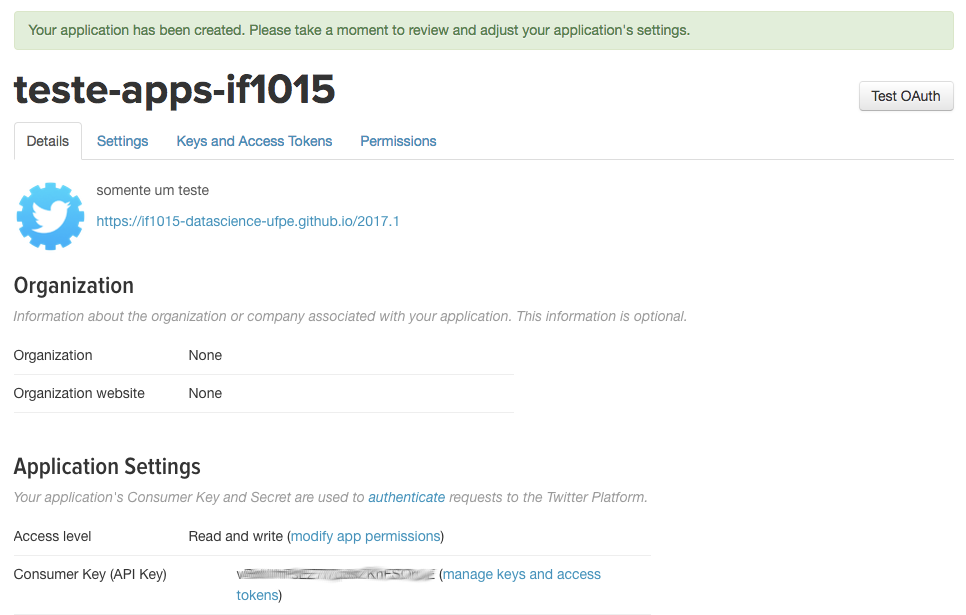 Your application has been created. Please take a moment to review and adjust your application's settings.
teste-apps-if1015
Test OAuth
Details Settings Keys and Access Tokens Permissions
somente um teste
https://if1015-datascience-ufpe.github.io/2017.1
Organization
Information about the organization or company associated with your application. This information is optional.
Organization None
Organization website None
Application Settings
Your application's Consumer Key and Secret are used to authenticate requests to the Twitter Platform.
Access level Read and write (modify app permissions)
Consumer Key (API Key) (manage keys and access
tokens)